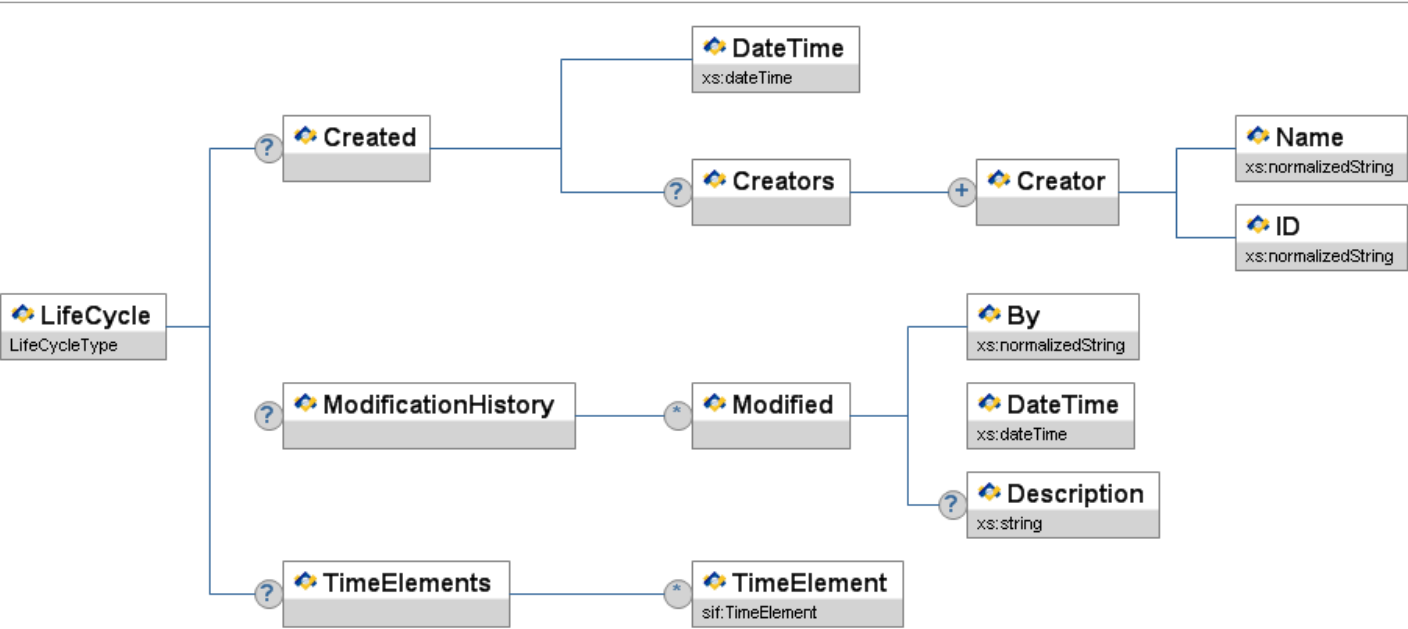 DateTime
xs:dateTime
? Created
Name
xs:normalizedString
? Creators
+ Creator
ID
xs:normalizedString
LifeCycle
LifeCycleType
By
xs:normalizedString
? ModificationHistory
* Modified
DateTime
xs:dateTime
? Description
xs:string
? TimeElements
* TimeElement
sif:TimeElement